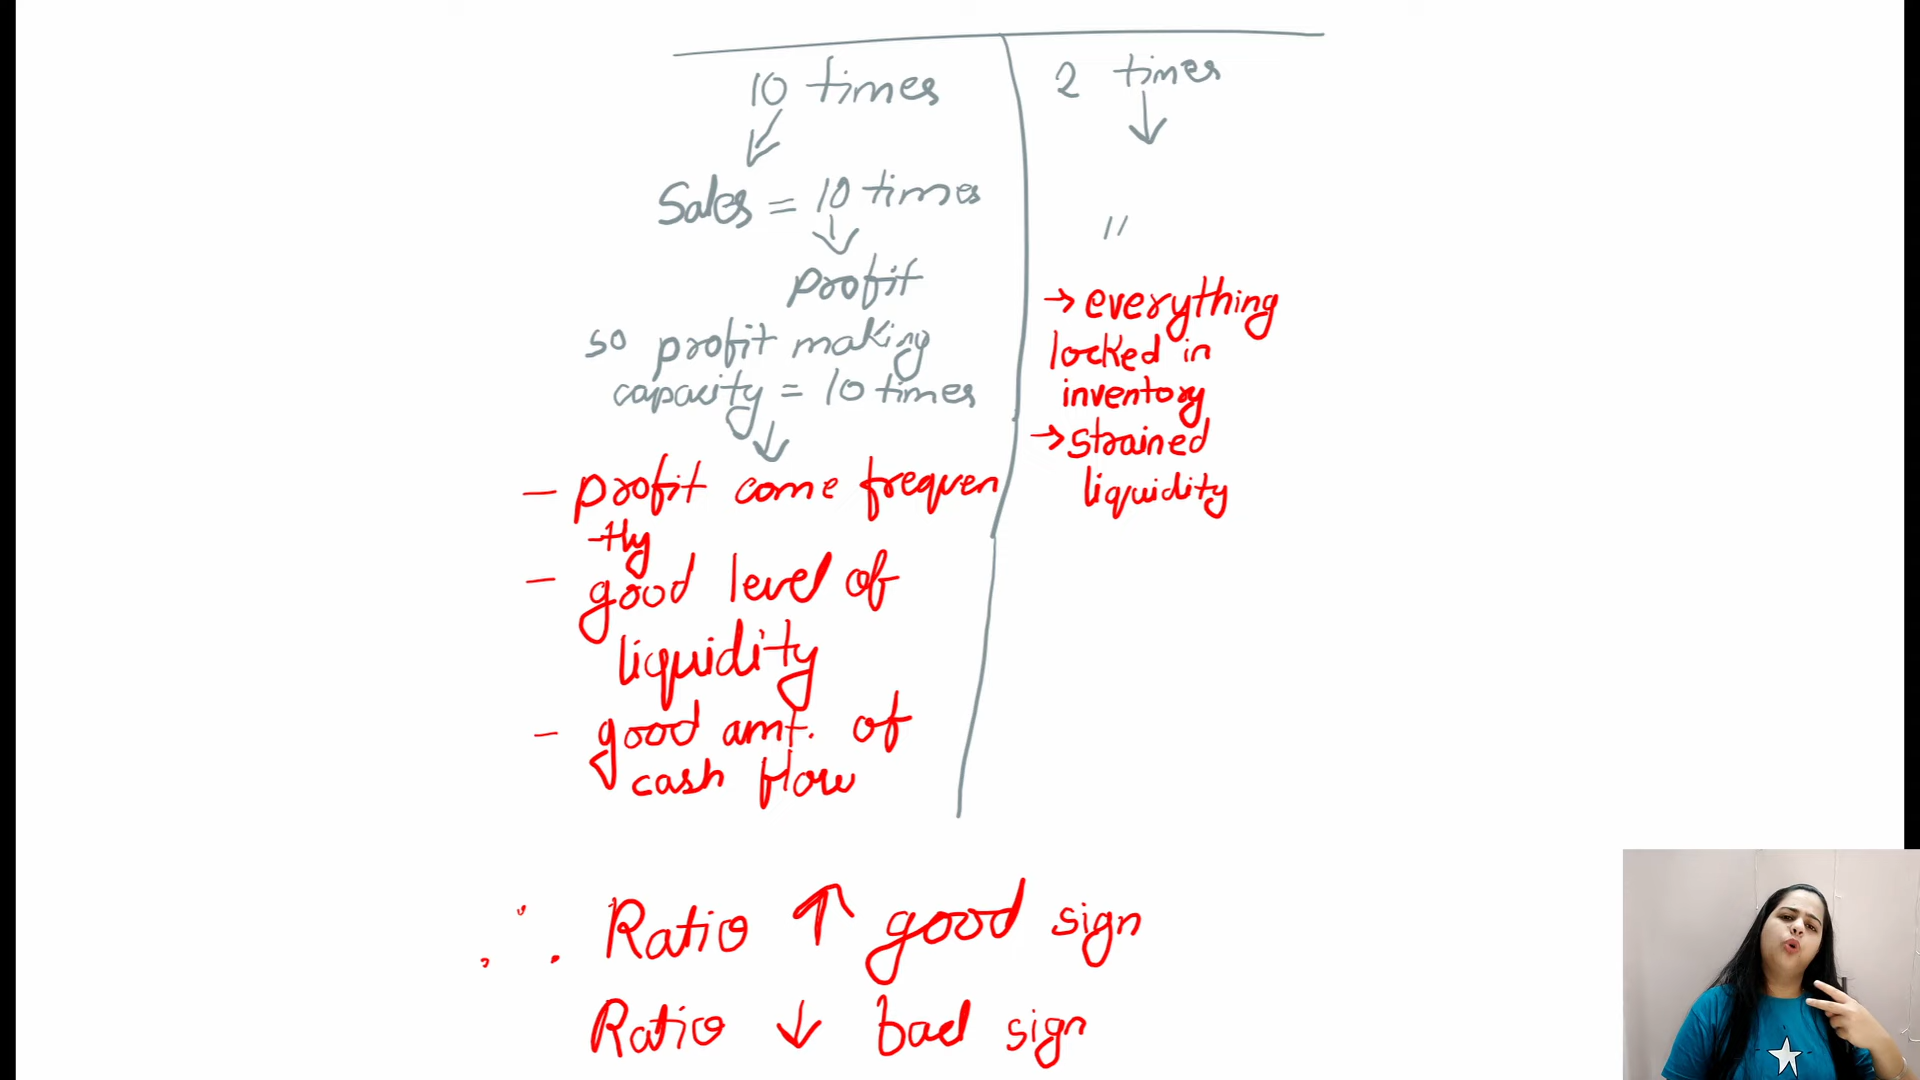 10 times
Sales = 10 times
profit
so profit making
capacity = 10 times
- profit come frequen
-tly
- good level of
liquidity
- good amt. of
cash flow
2 times
"
→ everything
locked in
inventory
→ strained
liquidity
∴ Ratio ↑ good sign
Ratio ↓ bad sign